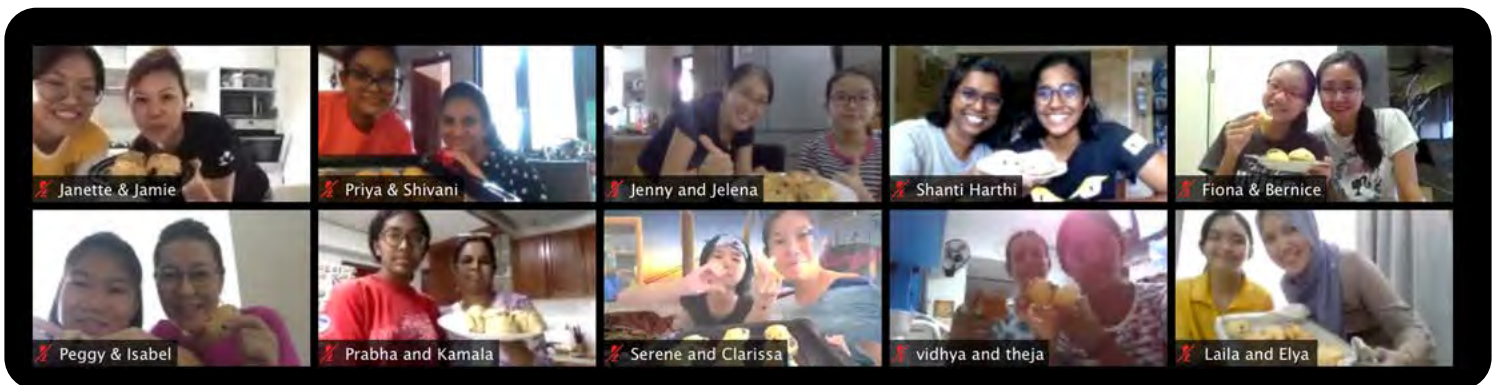 Janette & Jamie
Priya & Shivani
Jenny and Jelena
Shanti Harthi
Fiona & Bernice
Peggy & Isabel
Prabha and Kamala
Serene and Clarissa
vidhya and theja
Laila and Elya